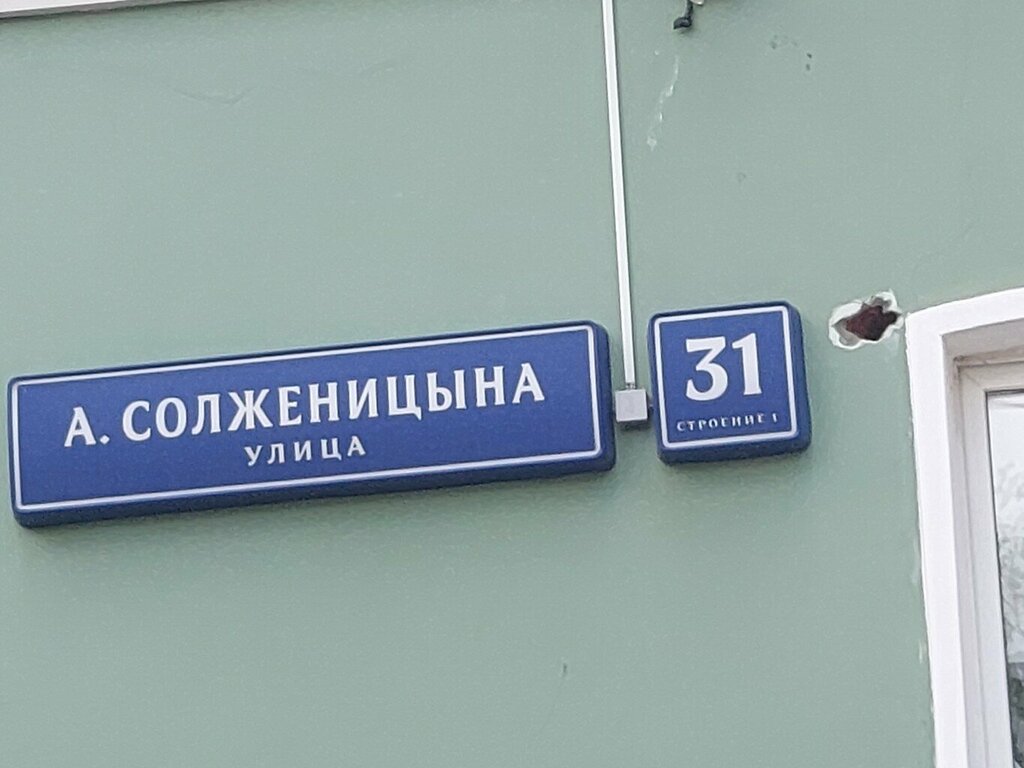 А. СОЛЖЕНИЦЫНА
УЛИЦА
31
СТРОЕНИЕ 1